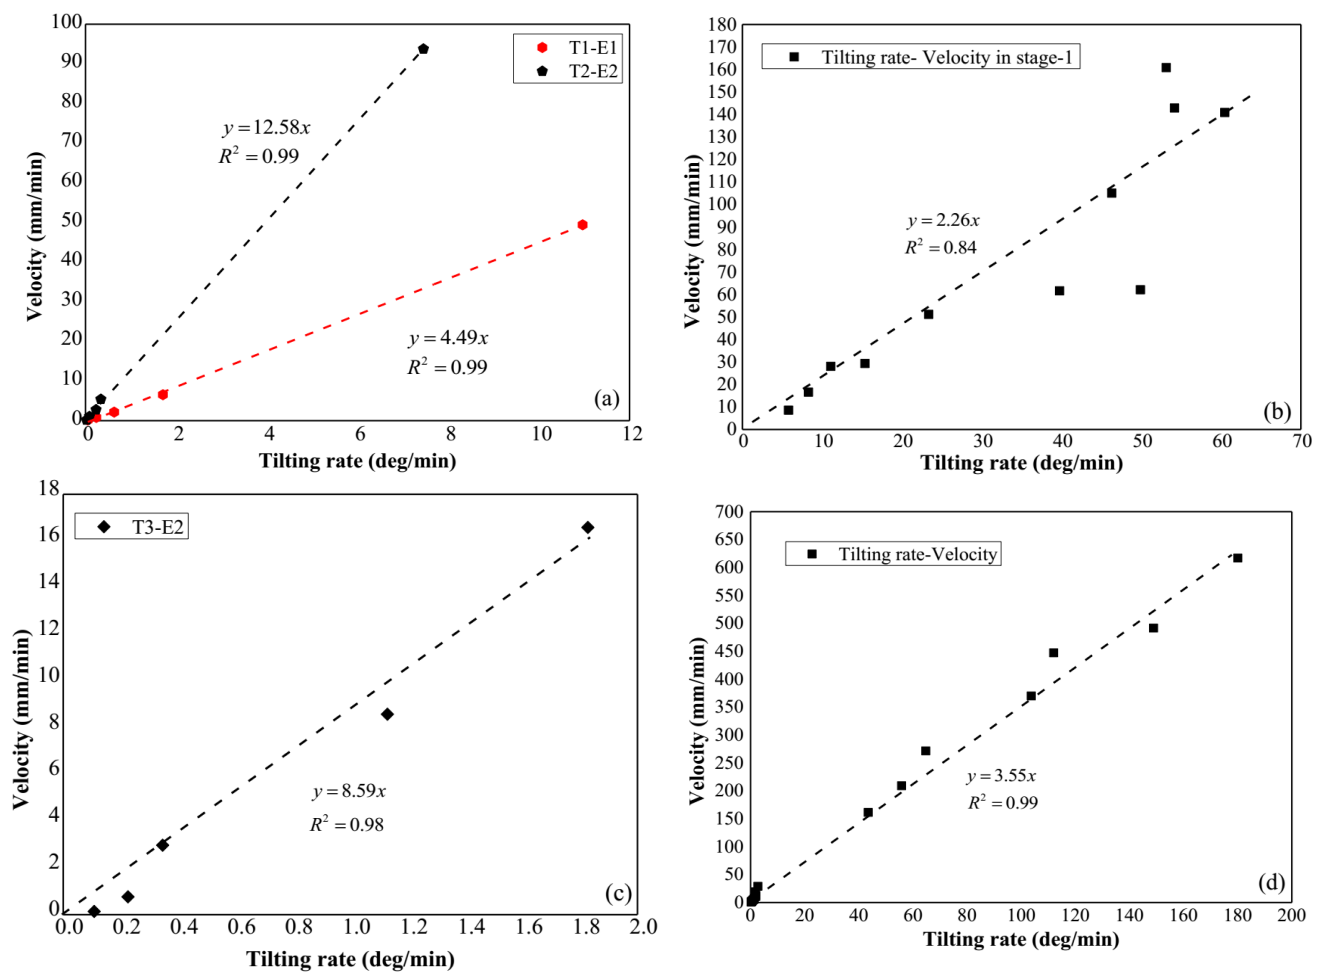 100
90
80
70
60
50
40
30
20
10
0
Velocity (mm/min)
T1-E1
T2-E2
y=12.58x
R² = 0.99
y = 4.49x
R² = 0.99
(a)
0 2 4 6 8 10 12
Tilting rate (deg/min)
180
170
160
150
140
130
120
110
100
90
80
70
60
50
40
30
20
10
0
Velocity (mm/min)
Tilting rate- Velocity in stage-1
y=2.26x
R² = 0.84
(b)
0 10 20 30 40 50 60 70
Tilting rate (deg/min)
18
16
14
12
10
8
6
4
2
0
Velocity (mm/min)
T3-E2
y=8.59x
R² = 0.98
(c)
0.0 0.2 0.4 0.6 0.8 1.0 1.2 1.4 1.6 1.8 2.0
Tilting rate (deg/min)
700
650
600
550
500
450
400
350
300
250
200
150
100
50
0
Velocity (mm/min)
Tilting rate-Velocity
y=3.55x
R² = 0.99
(d)
0 20 40 60 80 100 120 140 160 180 200
Tilting rate (deg/min)